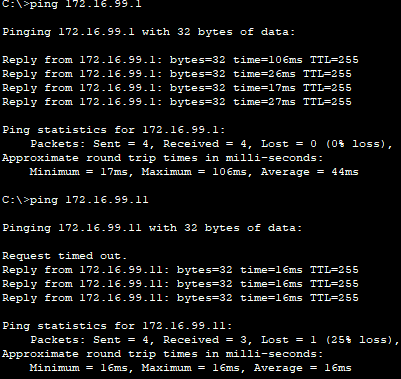 C:\>ping 172.16.99.1
Pinging 172.16.99.1 with 32 bytes of data:
Reply from 172.16.99.1: bytes=32 time=106ms TTL=255
Reply from 172.16.99.1: bytes=32 time=26ms TTL=255
Reply from 172.16.99.1: bytes=32 time=17ms TTL=255
Reply from 172.16.99.1: bytes=32 time=27ms TTL=255
Ping statistics for 172.16.99.1:
    Packets: Sent = 4, Received = 4, Lost = 0 (0% loss),
Approximate round trip times in milli-seconds:
    Minimum = 17ms, Maximum = 106ms, Average = 44ms
C:\>ping 172.16.99.11
Pinging 172.16.99.11 with 32 bytes of data:
Request timed out.
Reply from 172.16.99.11: bytes=32 time=16ms TTL=255
Reply from 172.16.99.11: bytes=32 time=16ms TTL=255
Reply from 172.16.99.11: bytes=32 time=16ms TTL=255
Ping statistics for 172.16.99.11:
    Packets: Sent = 4, Received = 3, Lost = 1 (25% loss),
Approximate round trip times in milli-seconds:
    Minimum = 16ms, Maximum = 16ms, Average = 16ms